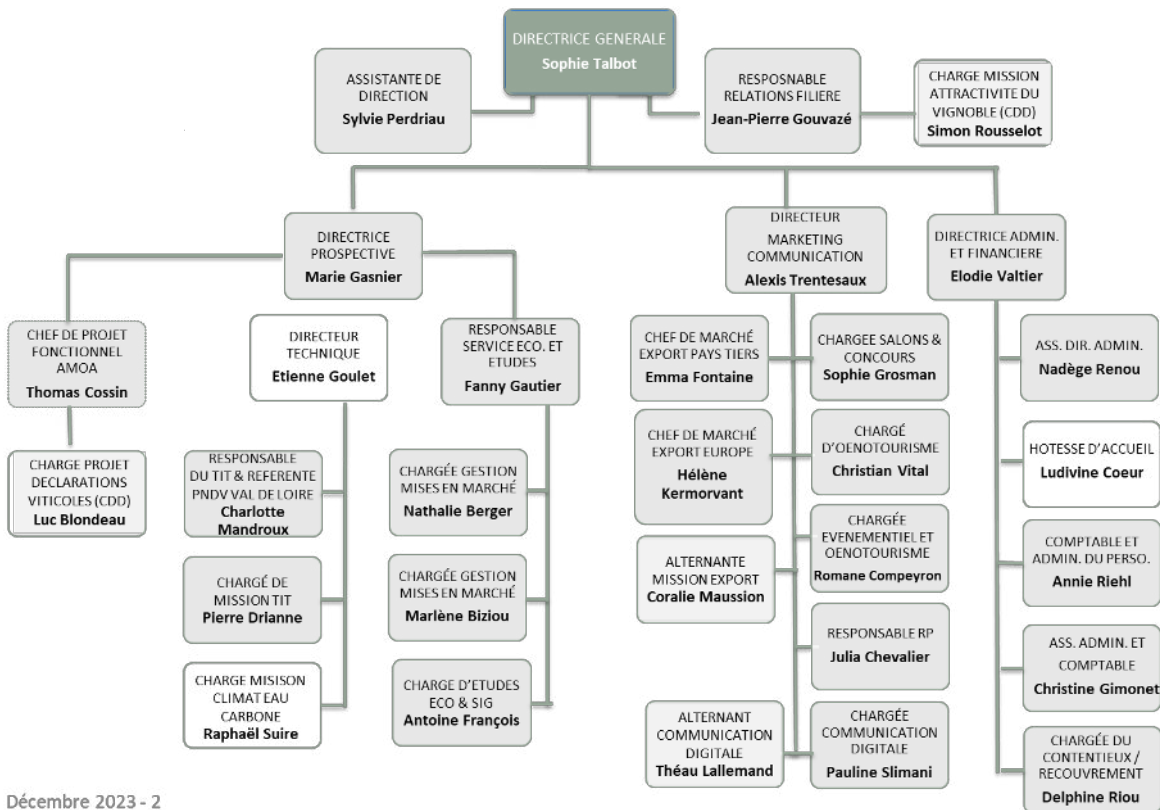 DIRECTRICE GENERALE
Sophie Talbot
ASSISTANTE DE
DIRECTION
Sylvie Perdriau
RESPOSNABLE
RELATIONS FILIERE
Jean-Pierre Gouvazé
CHARGE MISSION
ATTRACTIVITE DU
VIGNOBLE (CDD)
Simon Rousselot
DIRECTRICE
PROSPECTIVE
Marie Gasnier
DIRECTEUR
MARKETING
COMMUNICATION
Alexis Trentesaux
DIRECTRICE ADMIN.
ET FINANCIERE
Elodie Valtier
CHEF DE PROJET
FONCTIONNEL
AMOA
Thomas Cossin
CHARGE PROJET
DECLARATIONS
VITICOLES (CDD)
Luc Blondeau
DIRECTEUR
TECHNIQUE
Etienne Goulet
RESPONSABLE
DU TIT & REFERENTE
PNDV VAL DE LOIRE
Charlotte
Mandroux
CHARGÉ DE
MISSION TIT
Pierre Drianne
CHARGE MISISON
CLIMAT EAU
CARBONE
Raphaël Suire
RESPONSABLE
SERVICE ECO. ET
ETUDES
Fanny Gautier
CHARGÉE GESTION
MISES EN MARCHÉ
Nathalie Berger
CHARGÉE GESTION
MISES EN MARCHÉ
Marlène Biziou
CHARGE D'ETUDES
ECO & SIG
Antoine François
CHEF DE MARCHÉ
EXPORT PAYS TIERS
Emma Fontaine
CHEF DE MARCHÉ
EXPORT EUROPE
Hélène
Kermorvant
ALTERNANTE
MISSION EXPORT
Coralie Maussion
ALTERNANT
COMMUNICATION
DIGITALE
Théau Lallemand
CHARGEE SALONS &
CONCOURS
Sophie Grosman
CHARGÉ
D'OENOTOURISME
Christian Vital
CHARGÉE
EVENEMENTIEL ET
OENOTOURISME
Romane Compeyron
RESPONSABLE RP
Julia Chevalier
CHARGÉE
COMMUNICATION
DIGITALE
Pauline Slimani
ASS. DIR. ADMIN.
Nadège Renou
HOTESSE D'ACCUEIL
Ludivine Coeur
COMPTABLE ET
ADMIN. DU PERSO.
Annie Riehl
ASS. ADMIN. ET
COMPTABLE
Christine Gimonet
CHARGÉE DU
CONTENTIEUX /
RECOUVREMENT
Delphine Riou
Décembre 2023 - 2